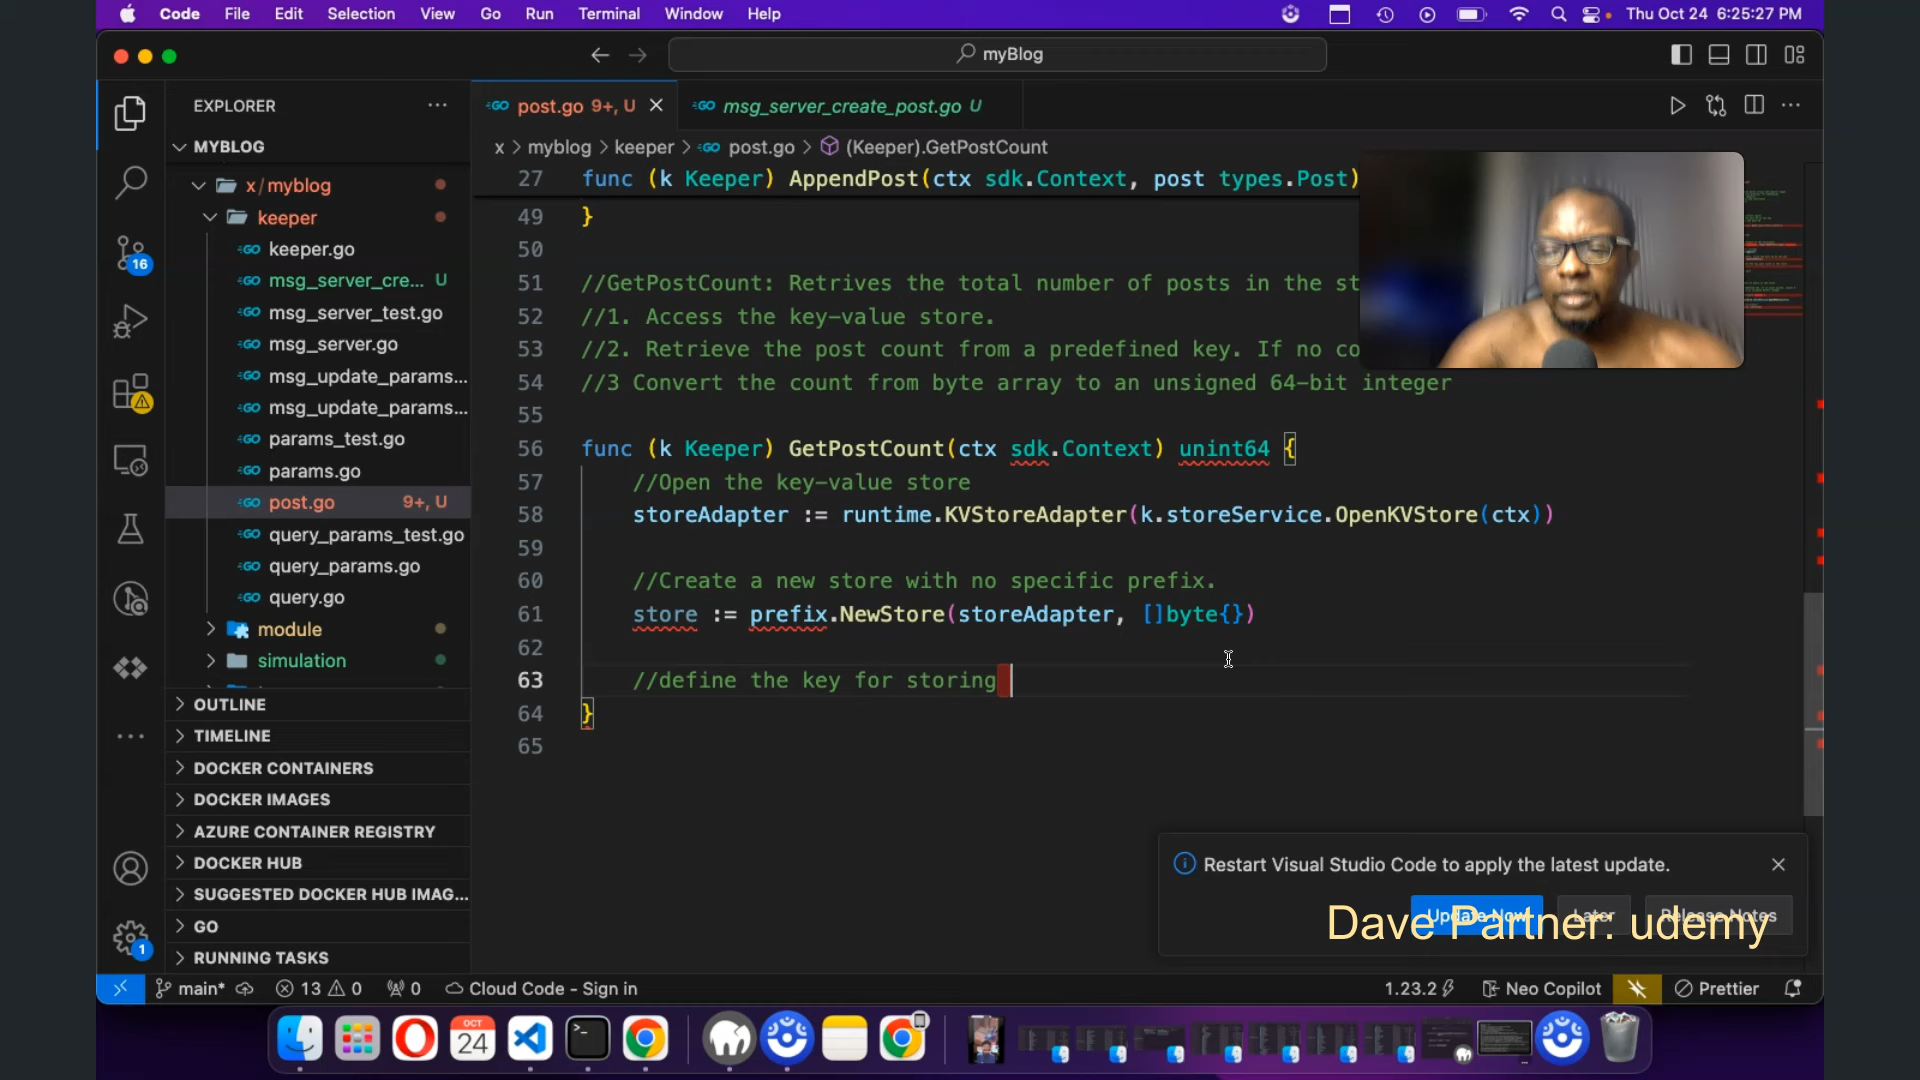 Code File Edit Selection View Go Run Terminal Window Help Thu Oct 24 6:25:27 PM
myBlog
EXPLORER
post.go 9+, U
msg_server_create_post.go U
MYBLOG
x > myblog > keeper > post.go > (Keeper).GetPostCount
x/myblog
keeper
keeper.go
msg_server_cre... U
msg_server_test.go
msg_server.go
msg_update_params...
msg_update_params...
params_test.go
params.go
post.go 9+, U
query_params_test.go
query_params.go
query.go
module
simulation
OUTLINE
TIMELINE
DOCKER CONTAINERS
DOCKER IMAGES
AZURE CONTAINER REGISTRY
DOCKER HUB
SUGGESTED DOCKER HUB IMAG...
GO
RUNNING TASKS
16
1
27 func (k Keeper) AppendPost(ctx sdk.Context, post types.Post)
49 }
50
51 //GetPostCount: Retrives the total number of posts in the st
52 //1. Access the key-value store.
53 //2. Retrieve the post count from a predefined key. If no co
54 //3 Convert the count from byte array to an unsigned 64-bit integer
55
56 func (k Keeper) GetPostCount(ctx sdk.Context) unint64 {
57 //Open the key-value store
58 storeAdapter := runtime.KVStoreAdapter(k.storeService.OpenKVStore(ctx))
59
60 //Create a new store with no specific prefix.
61 store := prefix.NewStore(storeAdapter, []byte{})
62
63 //define the key for storing
64 }
65
Restart Visual Studio Code to apply the latest update.
Update Now Later Release Notes
Dave Partner: udemy
main* 13 0 0 Cloud Code - Sign in 1.23.2 Neo Copilot Prettier
OCT
24